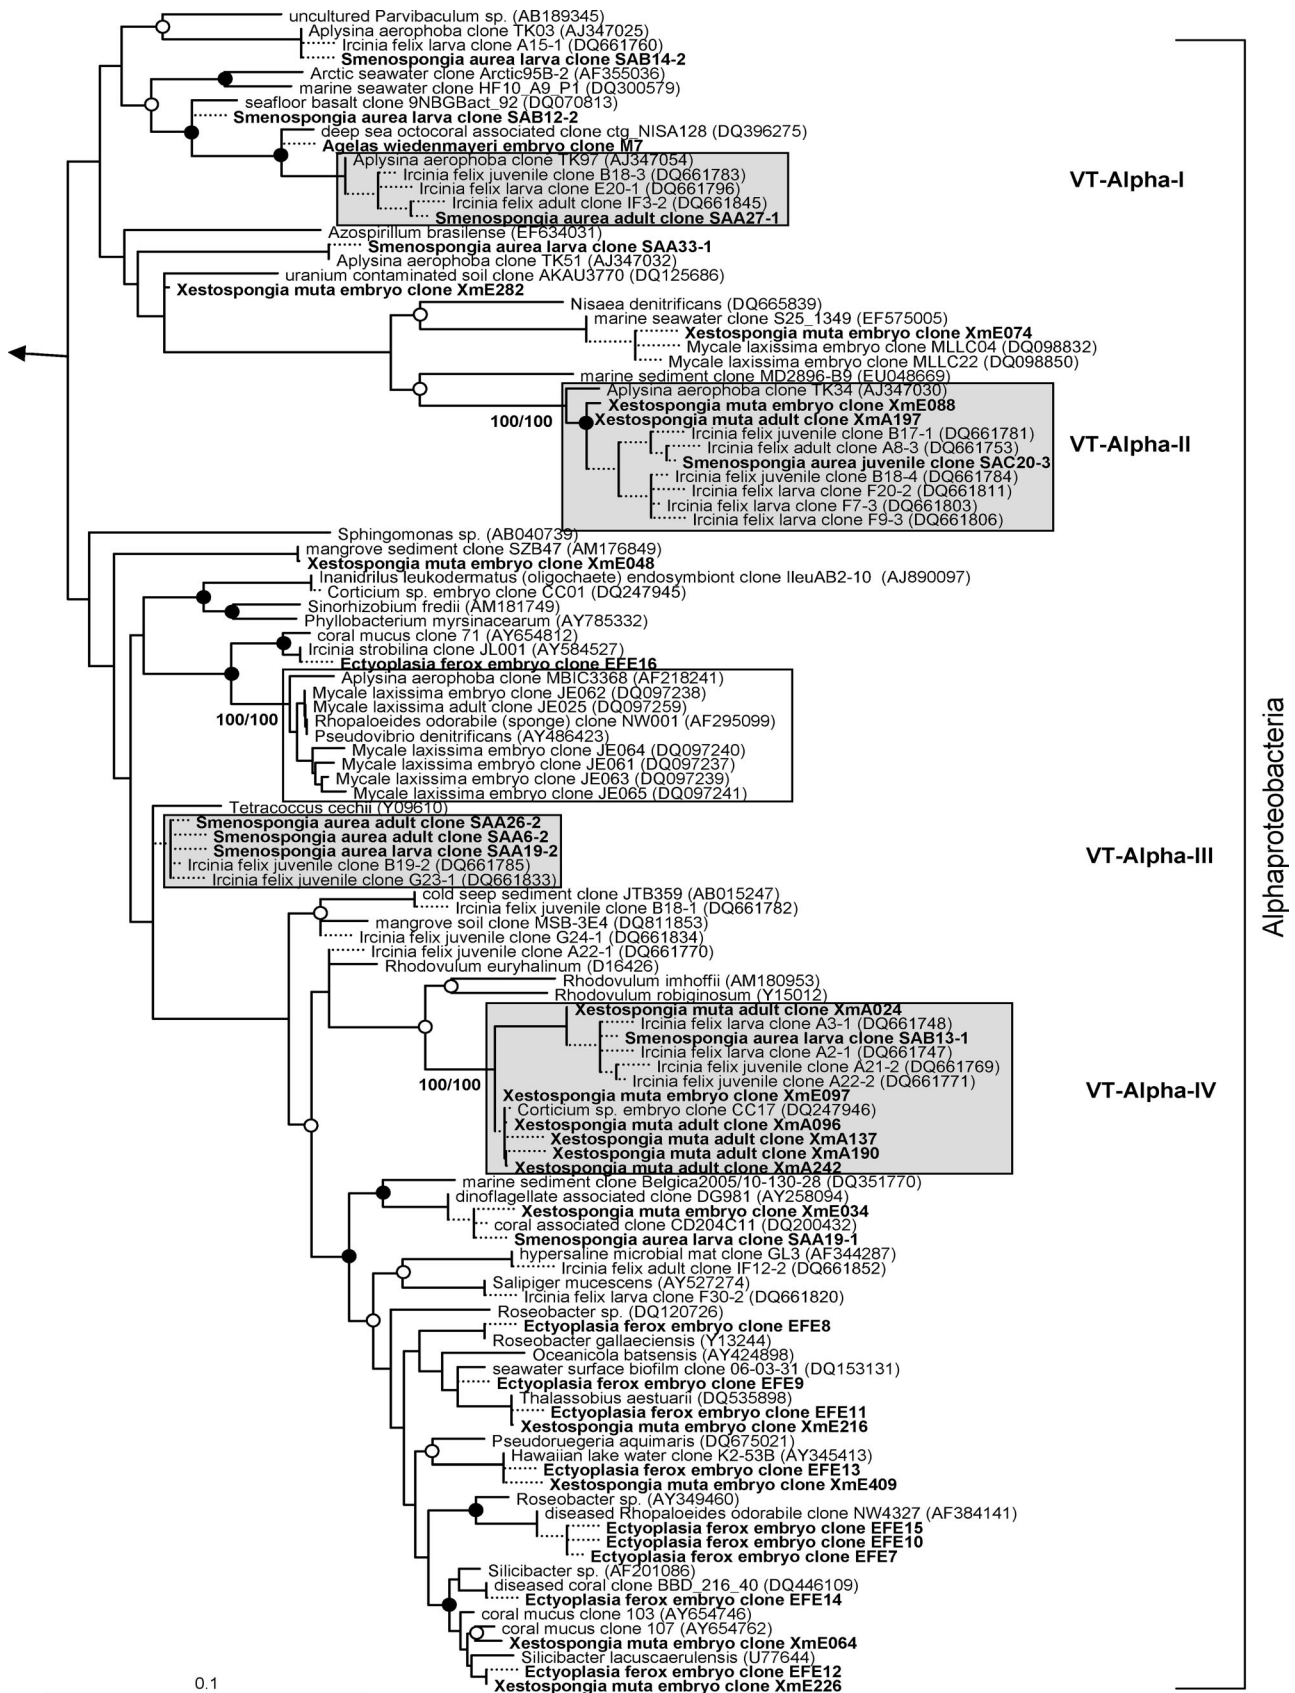 uncultured Parvibaculum sp. (AB189345)
Aplysina aerophoba clone TK03 (AJ347025)
Ircinia felix larva clone A15-1 (DQ661760)
Smenospongia aurea larva clone SAB14-2
Arctic seawater clone Arctic95B-2 (AF355036)
marine seawater clone HF10_A9_P1 (DQ300579)
seafloor basalt clone 9NBGBact_92 (DQ070813)
Smenospongia aurea larva clone SAB12-2
deep sea octocoral associated clone ctg_NISA128 (DQ396275)
Agelas wiedenmayeri embryo clone M7
Aplysina aerophoba clone TK97 (AJ347054)
Ircinia felix juvenile clone B18-3 (DQ661783)
VT-Alpha-I
Ircinia felix larva clone E20-1 (DQ661796)
Ircinia felix adult clone IF3-2 (DQ661845)
Smenospongia aurea adult clone SAA27-1
Azospirillum brasilense (EF634031)
Smenospongia aurea larva clone SAA33-1
Aplysina aerophoba clone TK51 (AJ347032)
uranium contaminated soil clone AKAU3770 (DQ125686)
Xestospongia muta embryo clone XmE282
Nisaea denitrificans (DQ665839)
marine seawater clone S25_1349 (EF575005)
Xestospongia muta embryo clone XmE074
Mycale laxissima embryo clone MLLC04 (DQ098832)
Mycale laxissima embryo clone MLLC22 (DQ098850)
marine sediment clone MD2896-B9 (EU048669)
Aplysina aerophoba clone TK34 (AJ347030)
Xestospongia muta embryo clone XmE088
100/100
Xestospongia muta adult clone XmA197
Ircinia felix juvenile clone B17-1 (DQ661781)
VT-Alpha-II
Ircinia felix adult clone A8-3 (DQ661753)
Smenospongia aurea juvenile clone SAC20-3
Ircinia felix juvenile clone B18-4 (DQ661784)
Ircinia felix larva clone F20-2 (DQ661811)
Ircinia felix larva clone F7-3 (DQ661803)
Ircinia felix larva clone F9-3 (DQ661806)
Sphingomonas sp. (AB040739)
mangrove sediment clone SZB47 (AM176849)
Xestospongia muta embryo clone XmE048
Inanidrilus leukodermatus (oligochaete) endosymbiont clone IleuAB2-10 (AJ890097)
Corticium sp. embryo clone CC01 (DQ247945)
Sinorhizobium fredii (AM181749)
Phyllobacterium myrsinacearum (AY785332)
coral mucus clone 71 (AY654812)
Ircinia strobilina clone JL001 (AY584527)
Ectyoplasia ferox embryo clone EFE16
Aplysina aerophoba clone MBIC3368 (AF218241)
Mycale laxissima embryo clone JE062 (DQ097238)
Mycale laxissima adult clone JE025 (DQ097259)
100/100
Rhopaloeides odorabile (sponge) clone NW001 (AF295099)
Pseudovibrio denitrificans (AY486423)
Mycale laxissima embryo clone JE064 (DQ097240)
Mycale laxissima embryo clone JE061 (DQ097237)
Mycale laxissima embryo clone JE063 (DQ097239)
Mycale laxissima embryo clone JE065 (DQ097241)
Tetracoccus cechii (Y09610)
Smenospongia aurea adult clone SAA26-2
Smenospongia aurea adult clone SAA6-2
Smenospongia aurea larva clone SAA19-2
VT-Alpha-III
Ircinia felix juvenile clone B19-2 (DQ661785)
Ircinia felix juvenile clone G23-1 (DQ661833)
Alphaproteobacteria
cold seep sediment clone JTB359 (AB015247)
Ircinia felix juvenile clone B18-1 (DQ661782)
mangrove soil clone MSB-3E4 (DQ811853)
Ircinia felix juvenile clone G24-1 (DQ661834)
Ircinia felix juvenile clone A22-1 (DQ661770)
Rhodovulum euryhalinum (D16426)
Rhodovulum imhoffii (AM180953)
Rhodovulum robiginosum (Y15012)
Xestospongia muta adult clone XmA024
Ircinia felix larva clone A3-1 (DQ661748)
Smenospongia aurea larva clone SAB13-1
Ircinia felix larva clone A2-1 (DQ661747)
Ircinia felix juvenile clone A21-2 (DQ661769)
Ircinia felix juvenile clone A22-2 (DQ661771)
100/100
VT-Alpha-IV
Xestospongia muta embryo clone XmE097
Corticium sp. embryo clone CC17 (DQ247946)
Xestospongia muta adult clone XmA096
Xestospongia muta adult clone XmA137
Xestospongia muta adult clone XmA190
Xestospongia muta adult clone XmA242
marine sediment clone Belgica2005/10-130-28 (DQ351770)
dinoflagellate associated clone DG981 (AY258094)
Xestospongia muta embryo clone XmE034
coral associated clone CD204C11 (DQ200432)
Smenospongia aurea larva clone SAA19-1
hypersaline microbial mat clone GL3 (AF344287)
Ircinia felix adult clone IF12-2 (DQ661852)
Salipiger mucescens (AY527274)
Ircinia felix larva clone F30-2 (DQ661820)
Roseobacter sp. (DQ120726)
Ectyoplasia ferox embryo clone EFE8
Roseobacter gallaeciensis (Y13244)
Oceanicola batsensis (AY424898)
seawater surface biofilm clone 06-03-31 (DQ153131)
Ectyoplasia ferox embryo clone EFE9
Thalassobius aestuarii (DQ535898)
Ectyoplasia ferox embryo clone EFE11
Xestospongia muta embryo clone XmE216
Pseudoruegeria aquimaris (DQ675021)
Hawaiian lake water clone K2-53B (AY345413)
Ectyoplasia ferox embryo clone EFE13
Xestospongia muta embryo clone XmE409
Roseobacter sp. (AY349460)
diseased Rhopaloeides odorabile clone NW4327 (AF384141)
Ectyoplasia ferox embryo clone EFE15
Ectyoplasia ferox embryo clone EFE10
Ectyoplasia ferox embryo clone EFE7
Silicibacter sp. (AF201086)
diseased coral clone BBD_216_40 (DQ446109)
Ectyoplasia ferox embryo clone EFE14
coral mucus clone 103 (AY654746)
coral mucus clone 107 (AY654762)
Xestospongia muta embryo clone XmE064
Silicibacter lacuscaerulensis (U77644)
Ectyoplasia ferox embryo clone EFE12
Xestospongia muta embryo clone XmE226
0.1